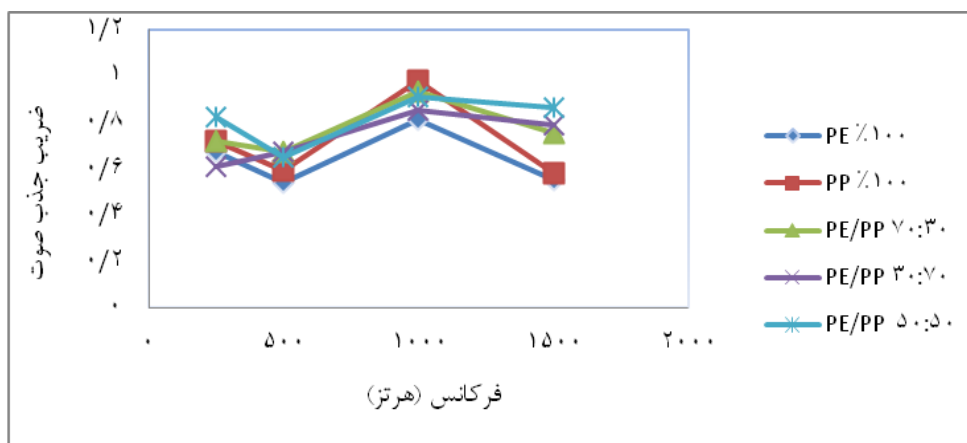 ۱/۲
۱
۰/۸
۰/۶
۰/۴
۰/۲
۰
ضریب جذب صوت
۰ ۵۰۰ ۱۰۰۰ ۱۵۰۰ ۲۰۰۰
فرکانس (هرتز)
PE ٪۱۰۰
PP ٪۱۰۰
PE/PP ۷۰:۳۰
PE/PP ۳۰:۷۰
PE/PP ۵۰:۵۰